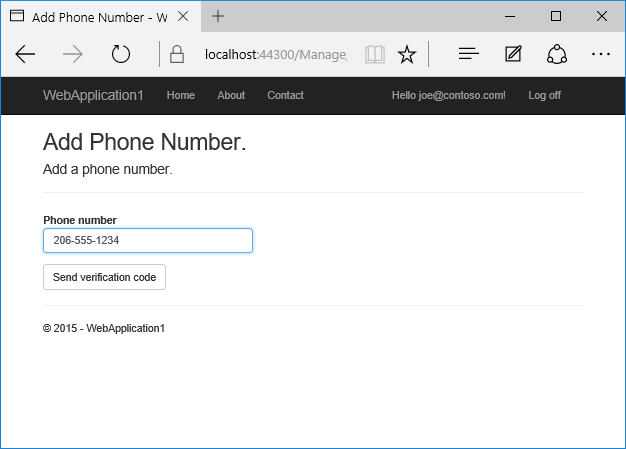 Add Phone Number - W
localhost:44300/Manage
WebApplication1 Home About Contact Hello joe@contoso.com! Log off
Add Phone Number.
Add a phone number.
Phone number
206-555-1234
Send verification code
© 2015 - WebApplication1